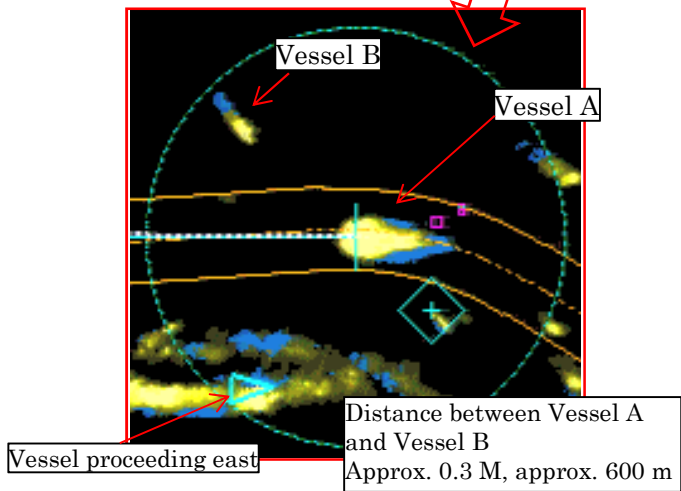 Vessel B
Vessel A
Distance between Vessel A
and Vessel B
Approx. 0.3 M, approx. 600 m
Vessel proceeding east